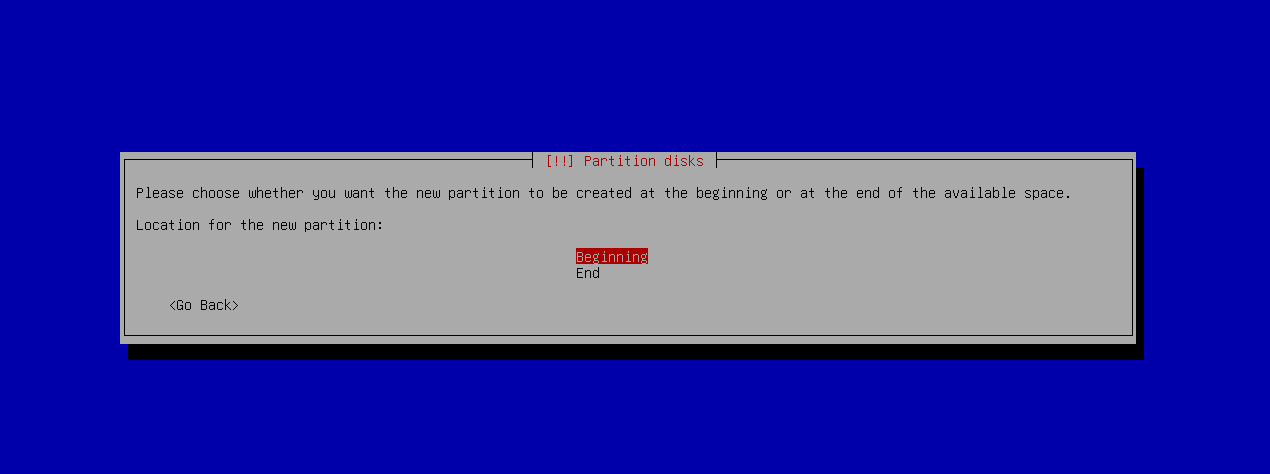 [!!] Partition disks
Please choose whether you want the new partition to be created at the beginning or at the end of the available space.
Location for the new partition:
Beginning
End
<Go Back>